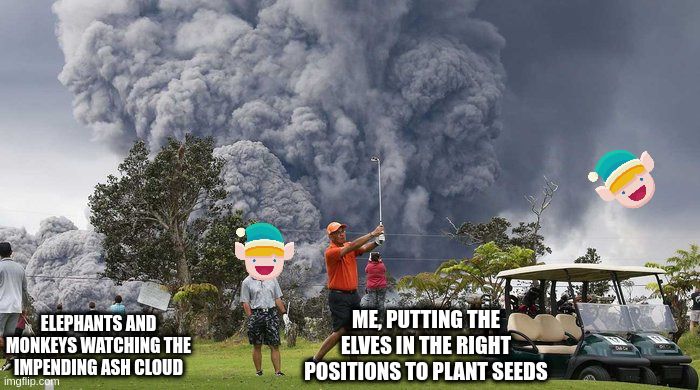 ELEPHANTS AND
MONKEYS WATCHING THE
IMPENDING ASH CLOUD
ME, PUTTING THE
ELVES IN THE RIGHT
POSITIONS TO PLANT SEEDS
imgflip.com